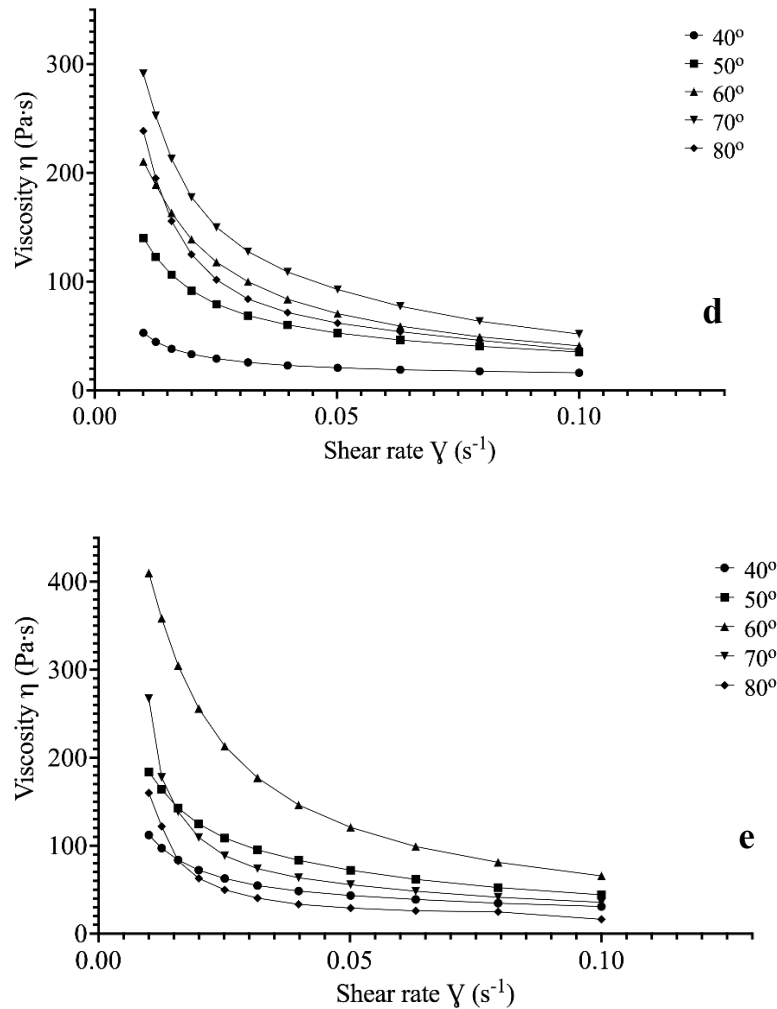 300
200
100
0
Viscosity η (Pa·s)
40º
50º
60º
70º
80º
d
0.00 0.05 0.10
Shear rate Ɣ (s-1)
400
300
200
100
0
Viscosity η (Pa·s)
40º
50º
60º
70º
80º
e
0.00 0.05 0.10
Shear rate Ɣ (s-1)